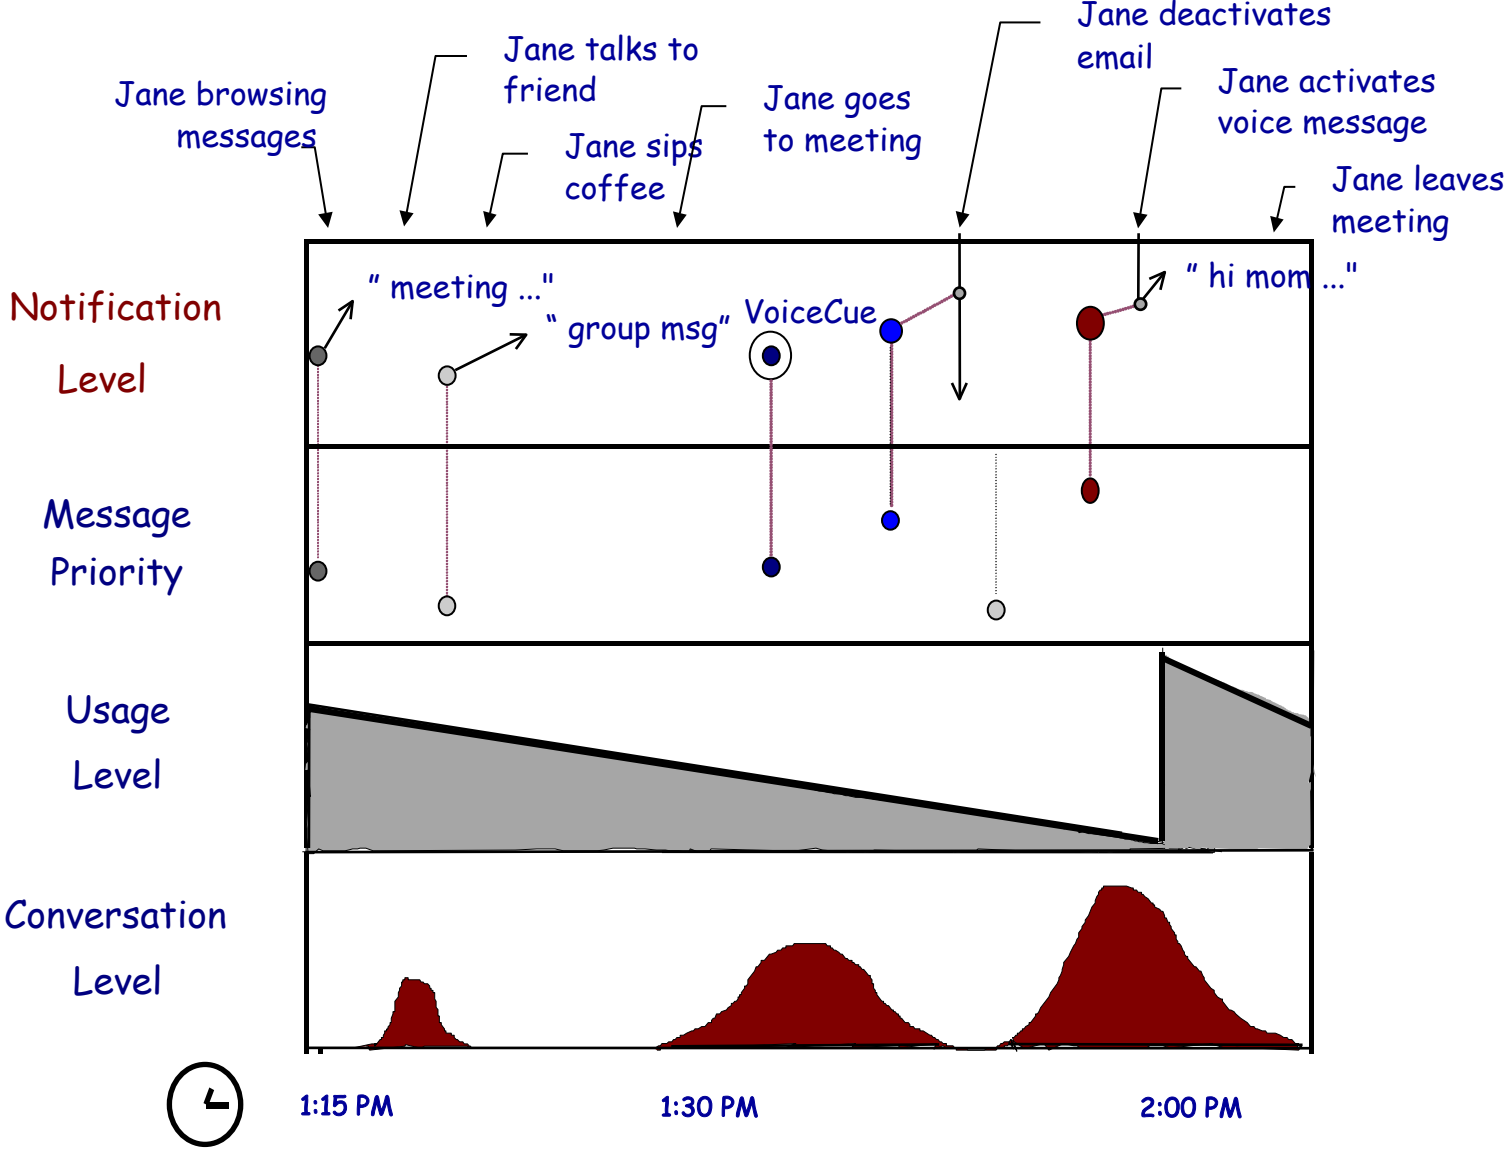 Jane deactivates
email
Jane talks to
friend
Jane browsing
messages
Jane goes
to meeting
Jane activates
voice message
Jane sips
coffee
Jane leaves
meeting
Notification
Level
" meeting ..."
“ group msg”
VoiceCue
" hi mom ..."
Message
Priority
Usage
Level
Conversation
Level
1:15 PM
1:30 PM
2:00 PM